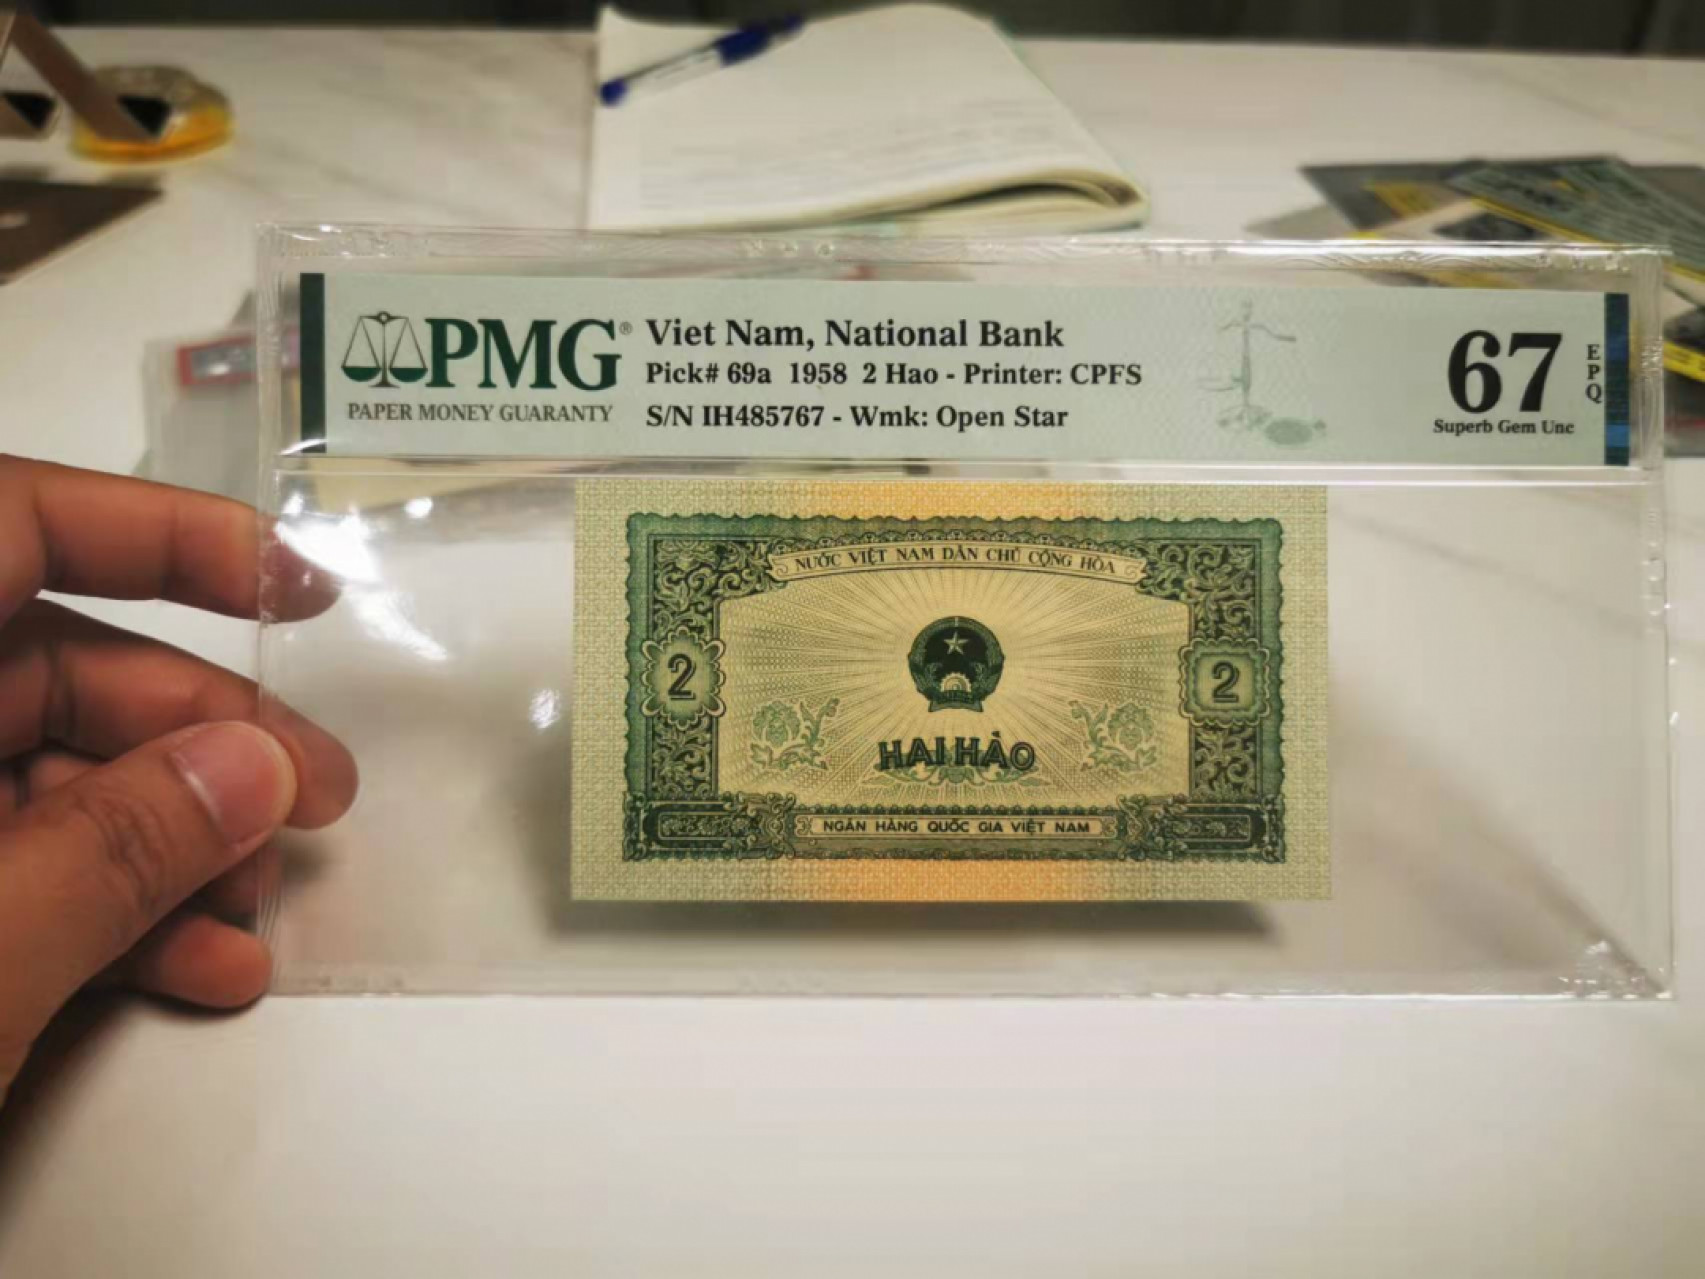 PMG®
PAPER MONEY GUARANTY
Viet Nam, National Bank
Pick# 69a 1958 2 Hao - Printer: CPFS
S/N IH485767 - Wmk: Open Star
67
EPQ
Superb Gem Unc
NƯỚC VIỆT NAM DÂN CHỦ CỘNG HÒA
2
2
HAI HÀO
NGÂN HÀNG QUỐC GIA VIỆT NAM